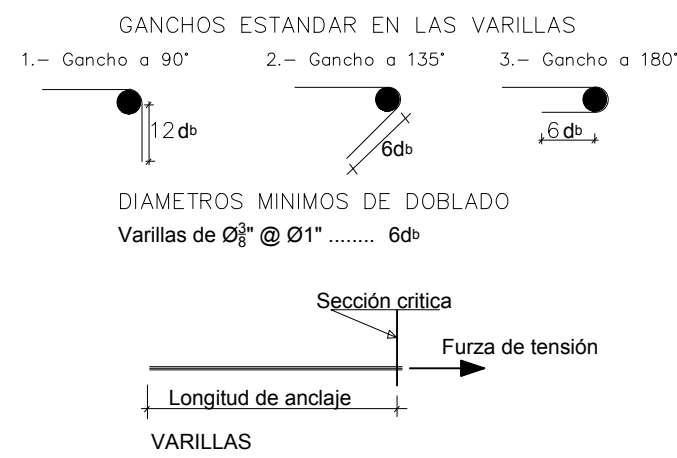 GANCHOS ESTANDAR EN LAS VARILLAS
1.- Gancho a 90° 2.- Gancho a 135° 3.- Gancho a 180°
12db 6db 6db
DIAMETROS MINIMOS DE DOBLADO
Varillas de Ø3/8" @ Ø1" ........ 6db
Sección critica
Furza de tensión
Longitud de anclaje
VARILLAS